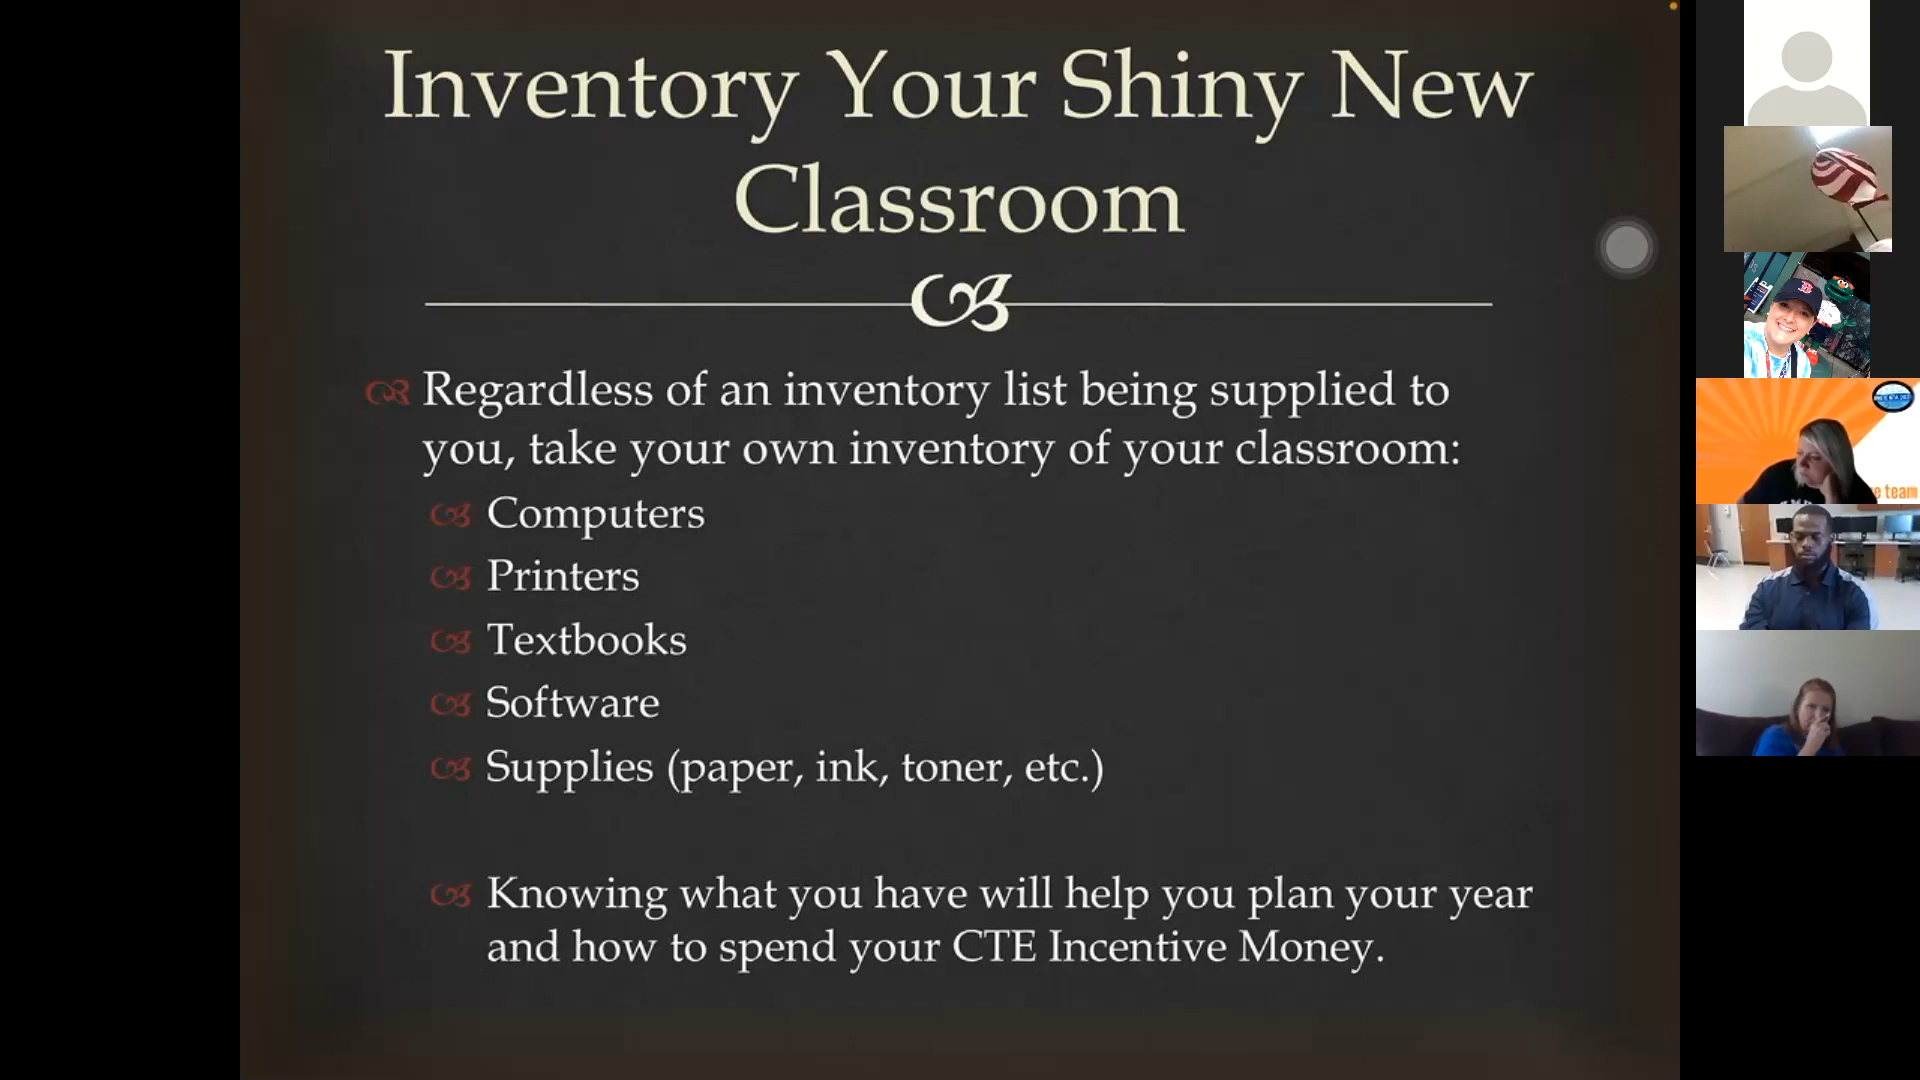 Inventory Your Shiny New
Classroom
Regardless of an inventory list being supplied to
you, take your own inventory of your classroom:
Computers
Printers
Textbooks
Software
Supplies (paper, ink, toner, etc.)
Knowing what you have will help you plan your year
and how to spend your CTE Incentive Money.
B
team